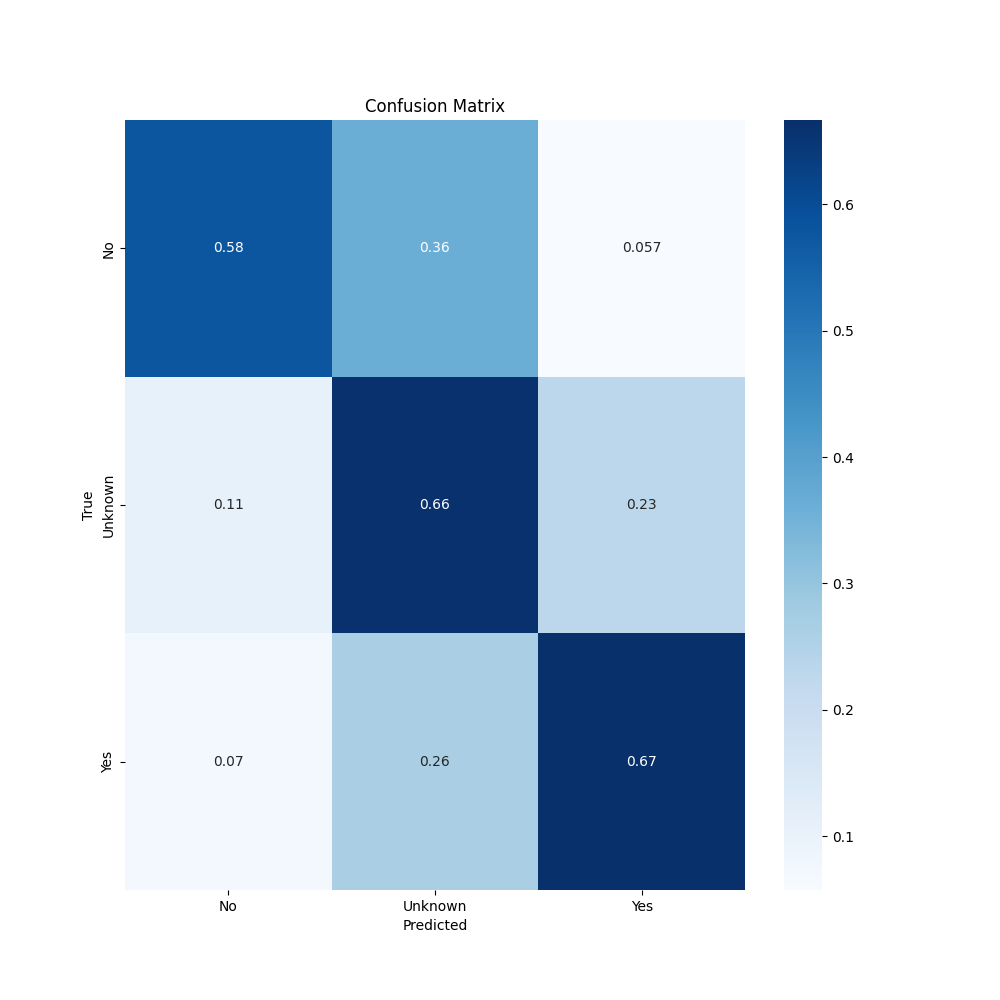 Confusion Matrix
No
0.58 0.36 0.057
0.6
0.5
True
Unknown
0.11 0.66 0.23
0.4
0.3
Yes
0.07 0.26 0.67
0.2
0.1
No Unknown Yes
Predicted